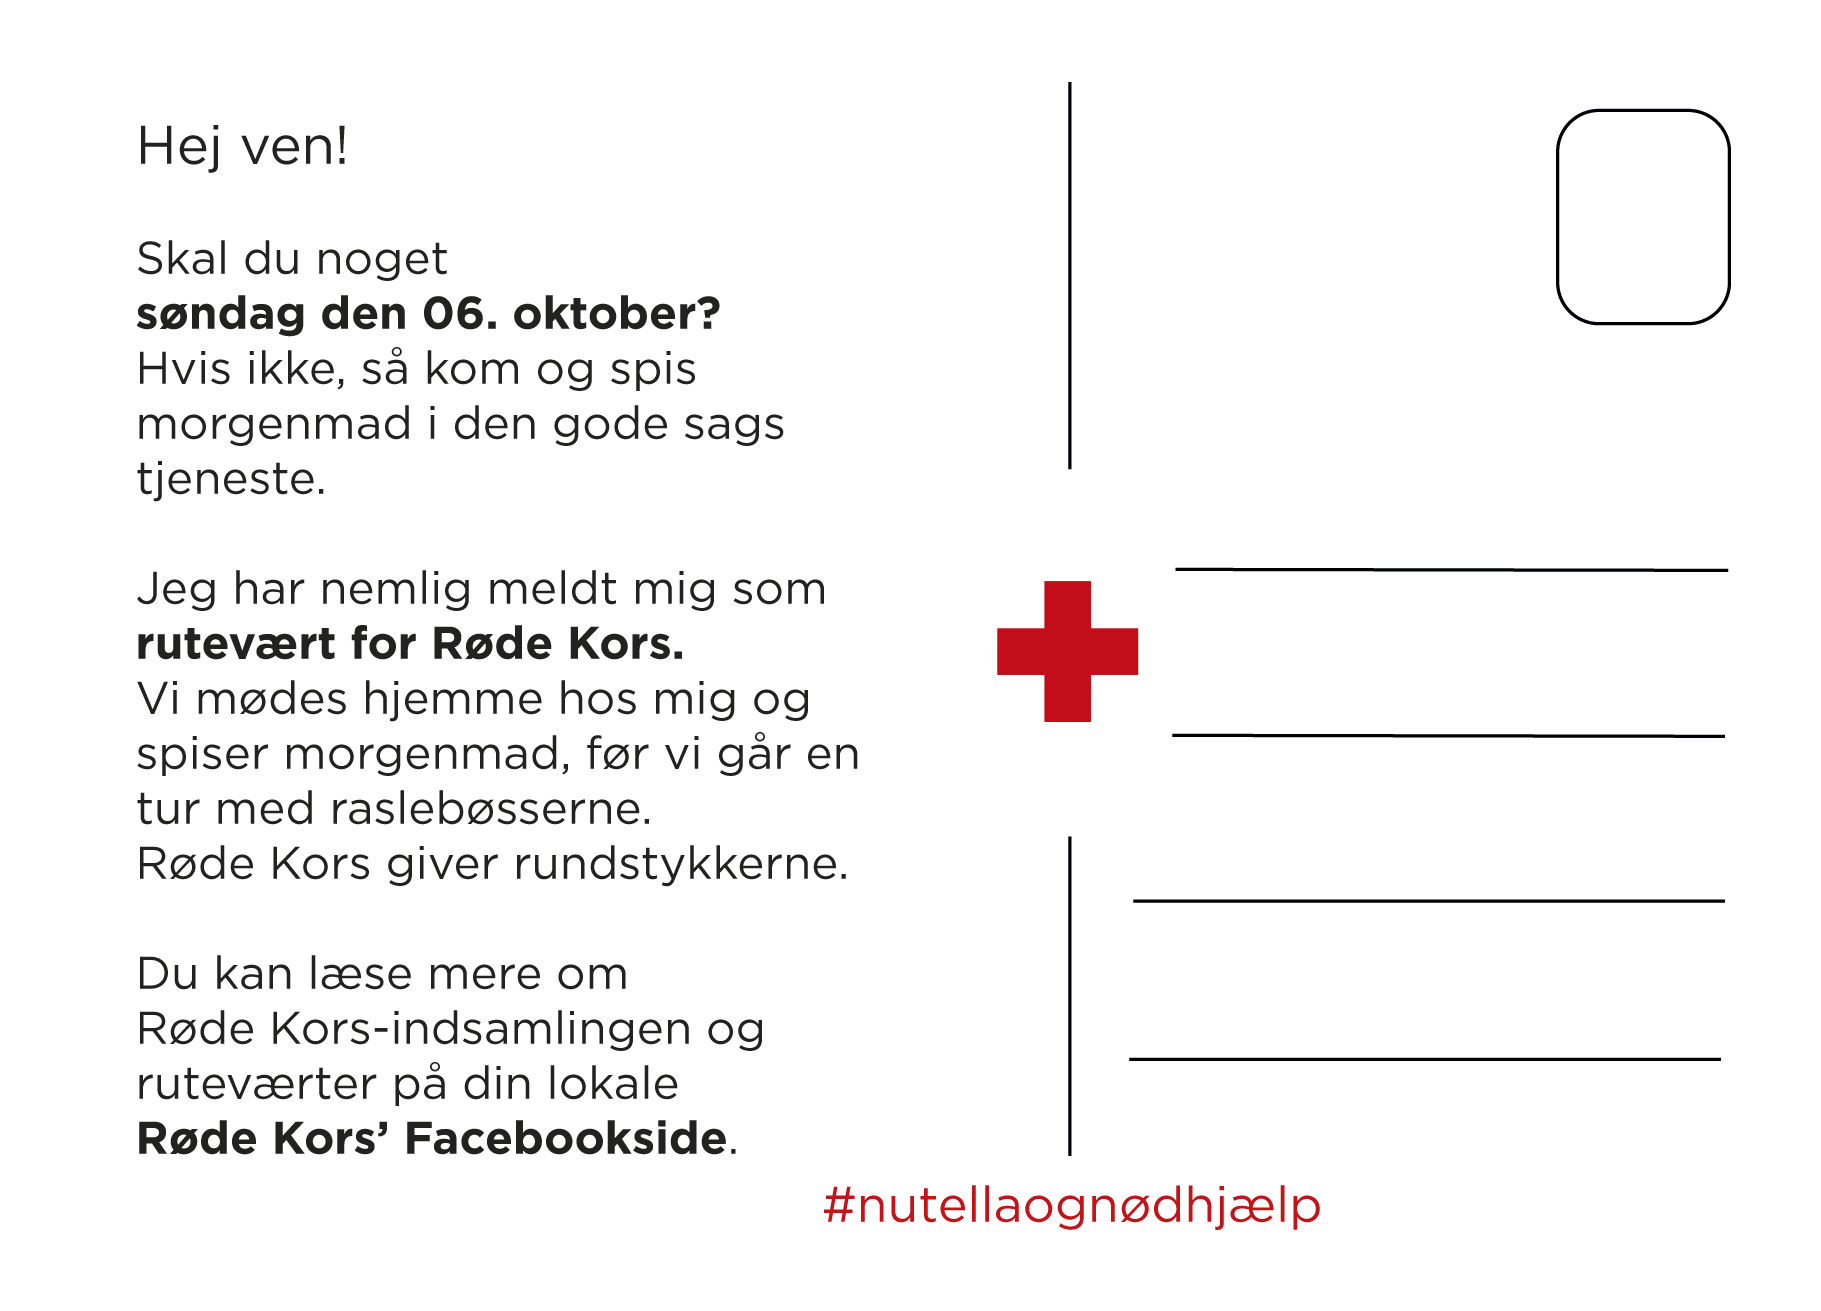 Hej ven!
Skal du noget
søndag den 06. oktober?
Hvis ikke, så kom og spis
morgenmad i den gode sags
tjeneste.
Jeg har nemlig meldt mig som
rutevært for Røde Kors.
Vi mødes hjemme hos mig og
spiser morgenmad, før vi går en
tur med raslebøsserne.
Røde Kors giver rundstykkerne.
Du kan læse mere om
Røde Kors-indsamlingen og
ruteværter på din lokale
Røde Kors’ Facebookside.
#nutellaognødhjælp